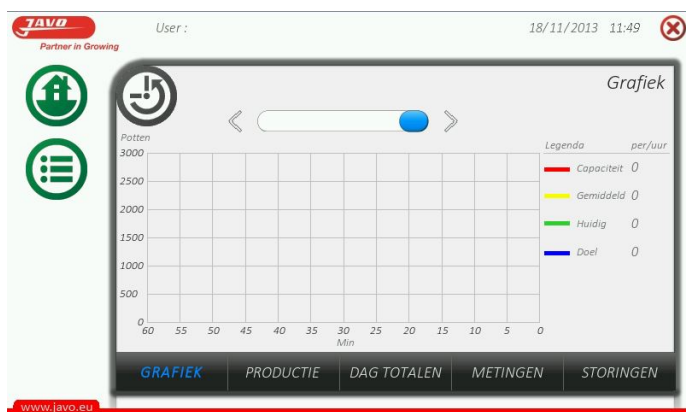 JAVO
Partner in Growing
User :
18/11/2013 11:49
Grafiek
Potten
3000
2500
2000
1500
1000
500
0
60 55 50 45 40 35 30 25 20 15 10 5 0
Min
Legenda per/uur
Capaciteit 0
Gemiddeld 0
Huidig 0
Doel 0
GRAFIEK PRODUCTIE DAG TOTALEN METINGEN STORINGEN
www.javo.eu